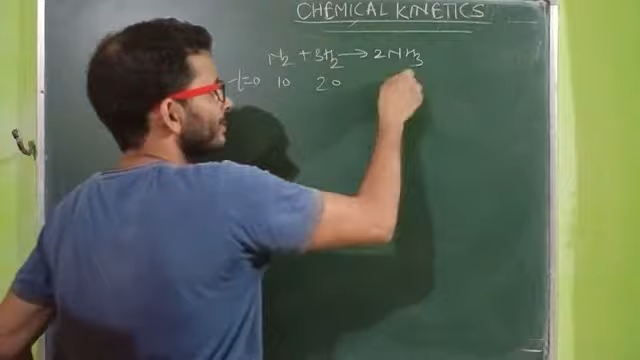 CHEMICAL KINETICS
N₂ + 3H₂ → 2NH₃
t=0 10 20